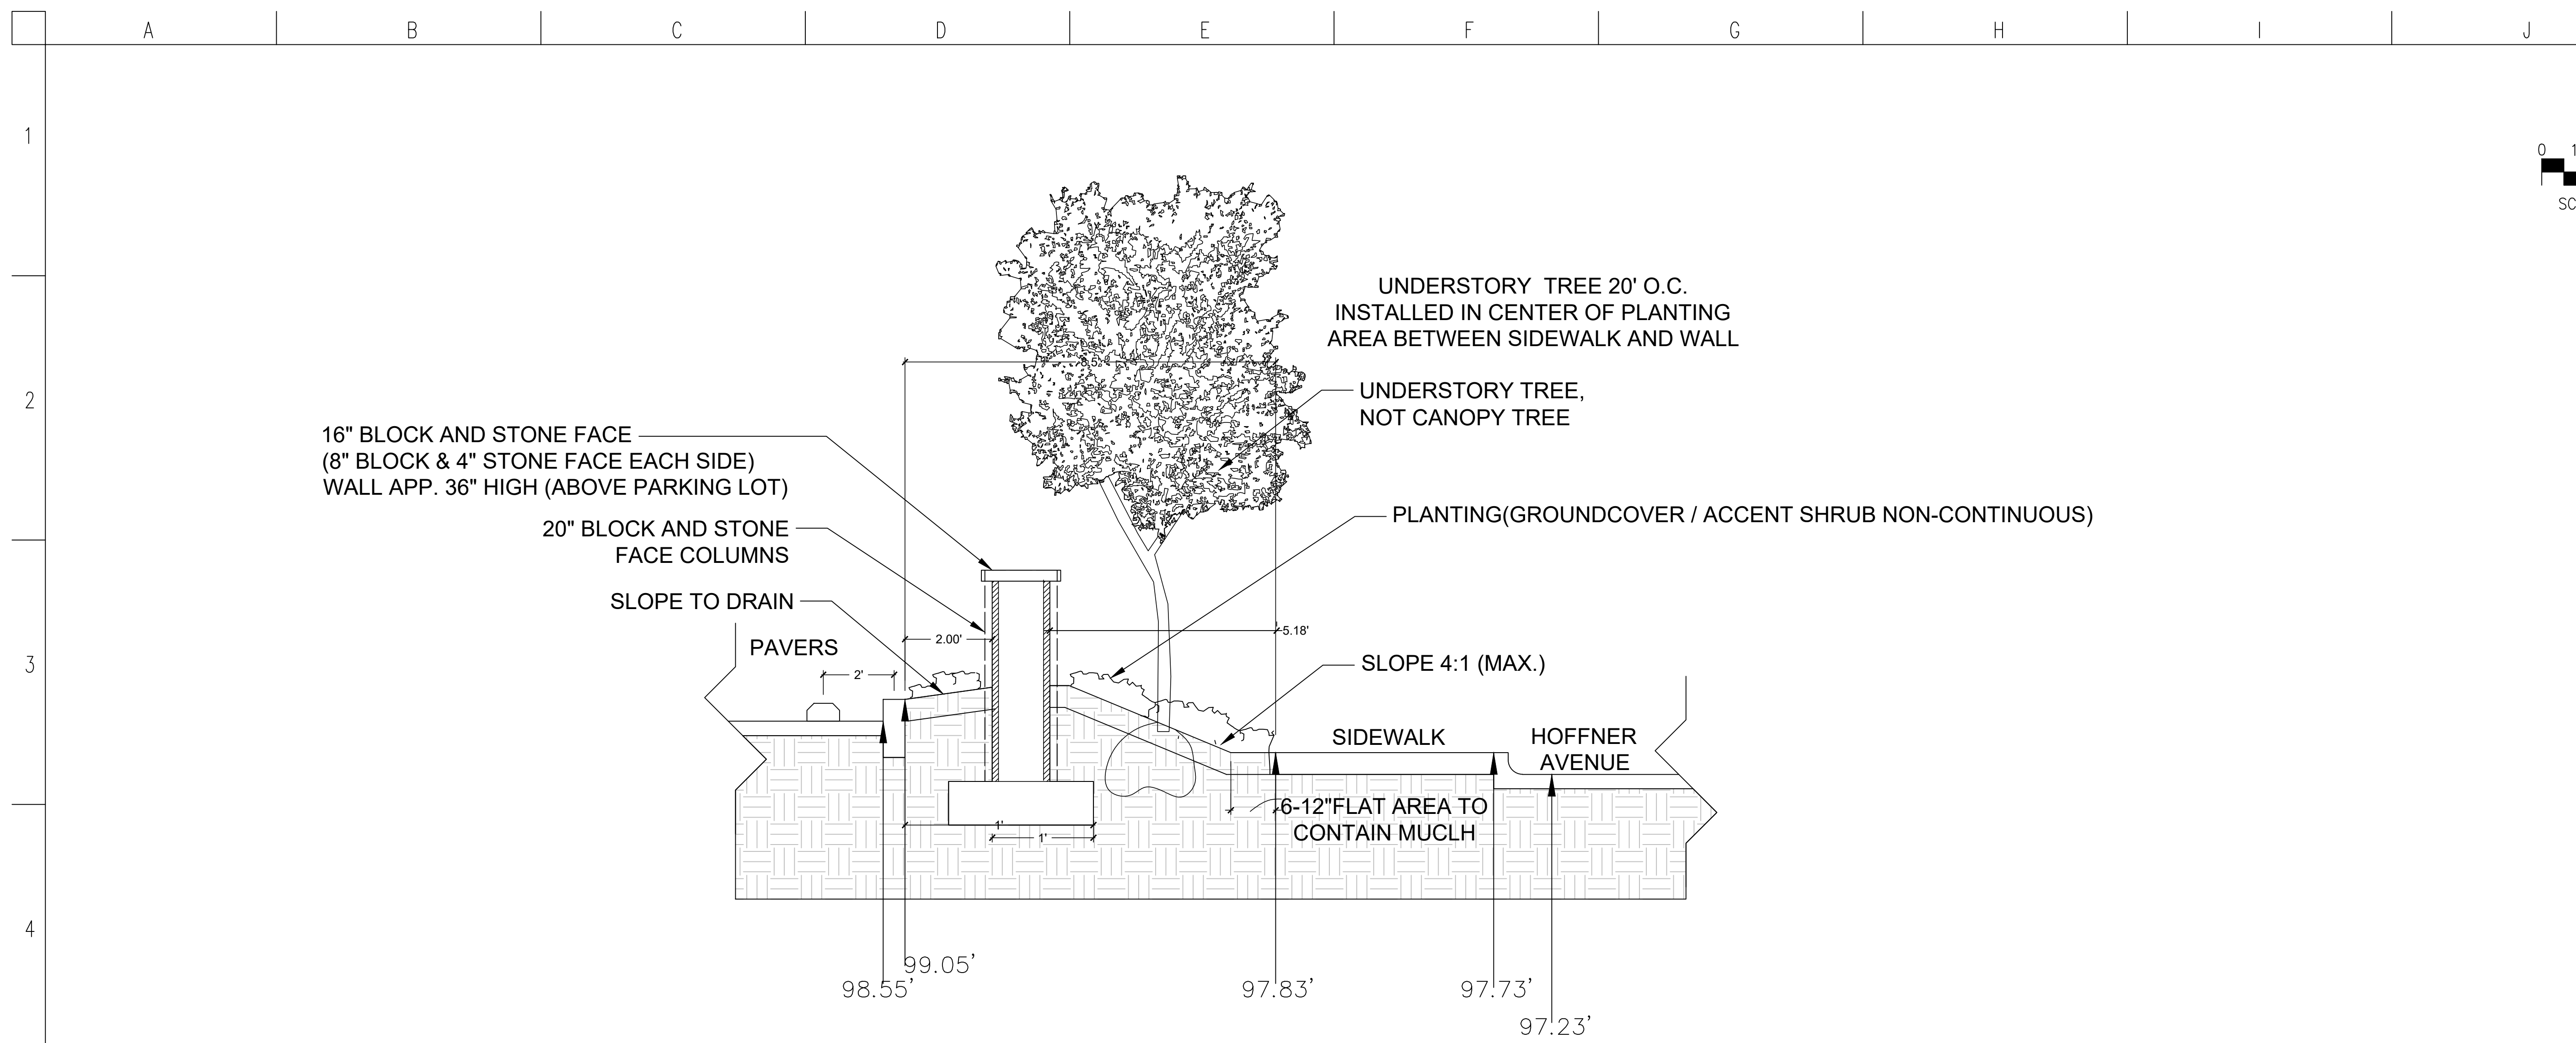 A B C D E F G H I J
1
0 1
SC
UNDERSTORY TREE 20' O.C.
INSTALLED IN CENTER OF PLANTING
AREA BETWEEN SIDEWALK AND WALL
8.5
2
UNDERSTORY TREE,
NOT CANOPY TREE
16" BLOCK AND STONE FACE
(8" BLOCK & 4" STONE FACE EACH SIDE)
WALL APP. 36" HIGH (ABOVE PARKING LOT)
PLANTING(GROUNDCOVER / ACCENT SHRUB NON-CONTINUOUS)
20" BLOCK AND STONE
FACE COLUMNS
SLOPE TO DRAIN
2.00'
5.18'
PAVERS
3
SLOPE 4:1 (MAX.)
2'
SIDEWALK
HOFFNER
AVENUE
6-12"FLAT AREA TO
CONTAIN MUCLH
1'
1'
4
99.05'
98.55'
97.83'
97.73'
97.23'